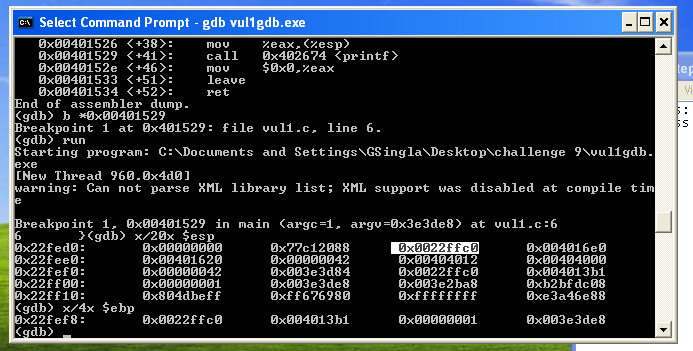 Select Command Prompt - gdb vul1gdb.exe
0x00401526 <+38>: mov %eax,(%esp)
0x00401529 <+41>: call 0x402674 <printf>
0x0040152e <+46>: mov $0x0,%eax
0x00401533 <+51>: leave
0x00401534 <+52>: ret
End of assembler dump.
(gdb) b *0x00401529
Breakpoint 1 at 0x401529: file vul1.c, line 6.
(gdb) run
Starting program: C:\Documents and Settings\GSingla\Desktop\challenge 9\vul1gdb.
exe
[New Thread 960.0x4d0]
warning: Can not parse XML library list; XML support was disabled at compile tim
e
Breakpoint 1, 0x00401529 in main (argc=1, argv=0x3e3de8) at vul1.c:6
6 }(gdb) x/20x $esp
0x22fed0: 0x00000000 0x77c12088 0x0022ffc0 0x004016e0
0x22fee0: 0x00401620 0x00000042 0x00404012 0x00404000
0x22fef0: 0x00000042 0x003e3d84 0x0022ffc0 0x004013b1
0x22ff00: 0x00000001 0x003e3de8 0x003e2ba8 0xb2bfdc08
0x22ff10: 0x804dbeff 0xff676980 0xffffffff 0xe3a46e88
(gdb) x/4x $ebp
0x22fef8: 0x0022ffc0 0x004013b1 0x00000001 0x003e3de8
(gdb)